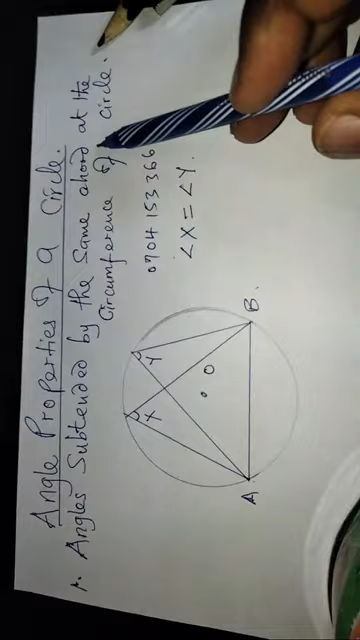 Angle Properties of a Circle.
1. Angles Subtended by the Same chord at the
Circumference of circle.
0704 153 366
∠X = ∠Y.
Y
X
O
B.
A